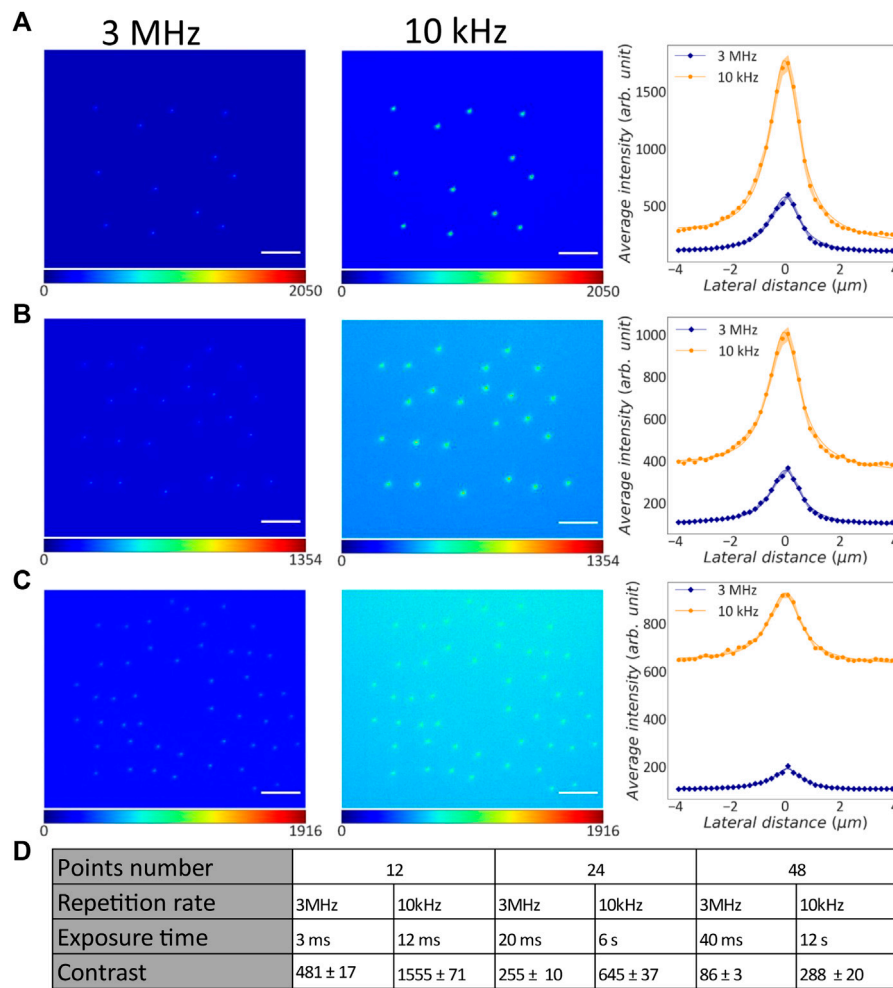 A
3 MHz
10 kHz
0
2050
0
2050
Average intensity (arb. unit)
1500
1000
500
3 MHz
10 kHz
−4
−2
0
2
4
Lateral distance (μm)
B
0
1354
0
1354
Average intensity (arb. unit)
1000
800
600
400
200
3 MHz
10 kHz
−4
−2
0
2
4
Lateral distance (μm)
C
0
1916
0
1916
Average intensity (arb. unit)
800
600
400
200
3 MHz
10 kHz
−4
−2
0
2
4
Lateral distance (μm)
D
Points number 12 24 48
Repetition rate 3MHz 10kHz 3MHz 10kHz 3MHz 10kHz
Exposure time 3 ms 12 ms 20 ms 6 s 40 ms 12 s
Contrast 481 ± 17 1555 ± 71 255 ± 10 645 ± 37 86 ± 3 288 ± 20